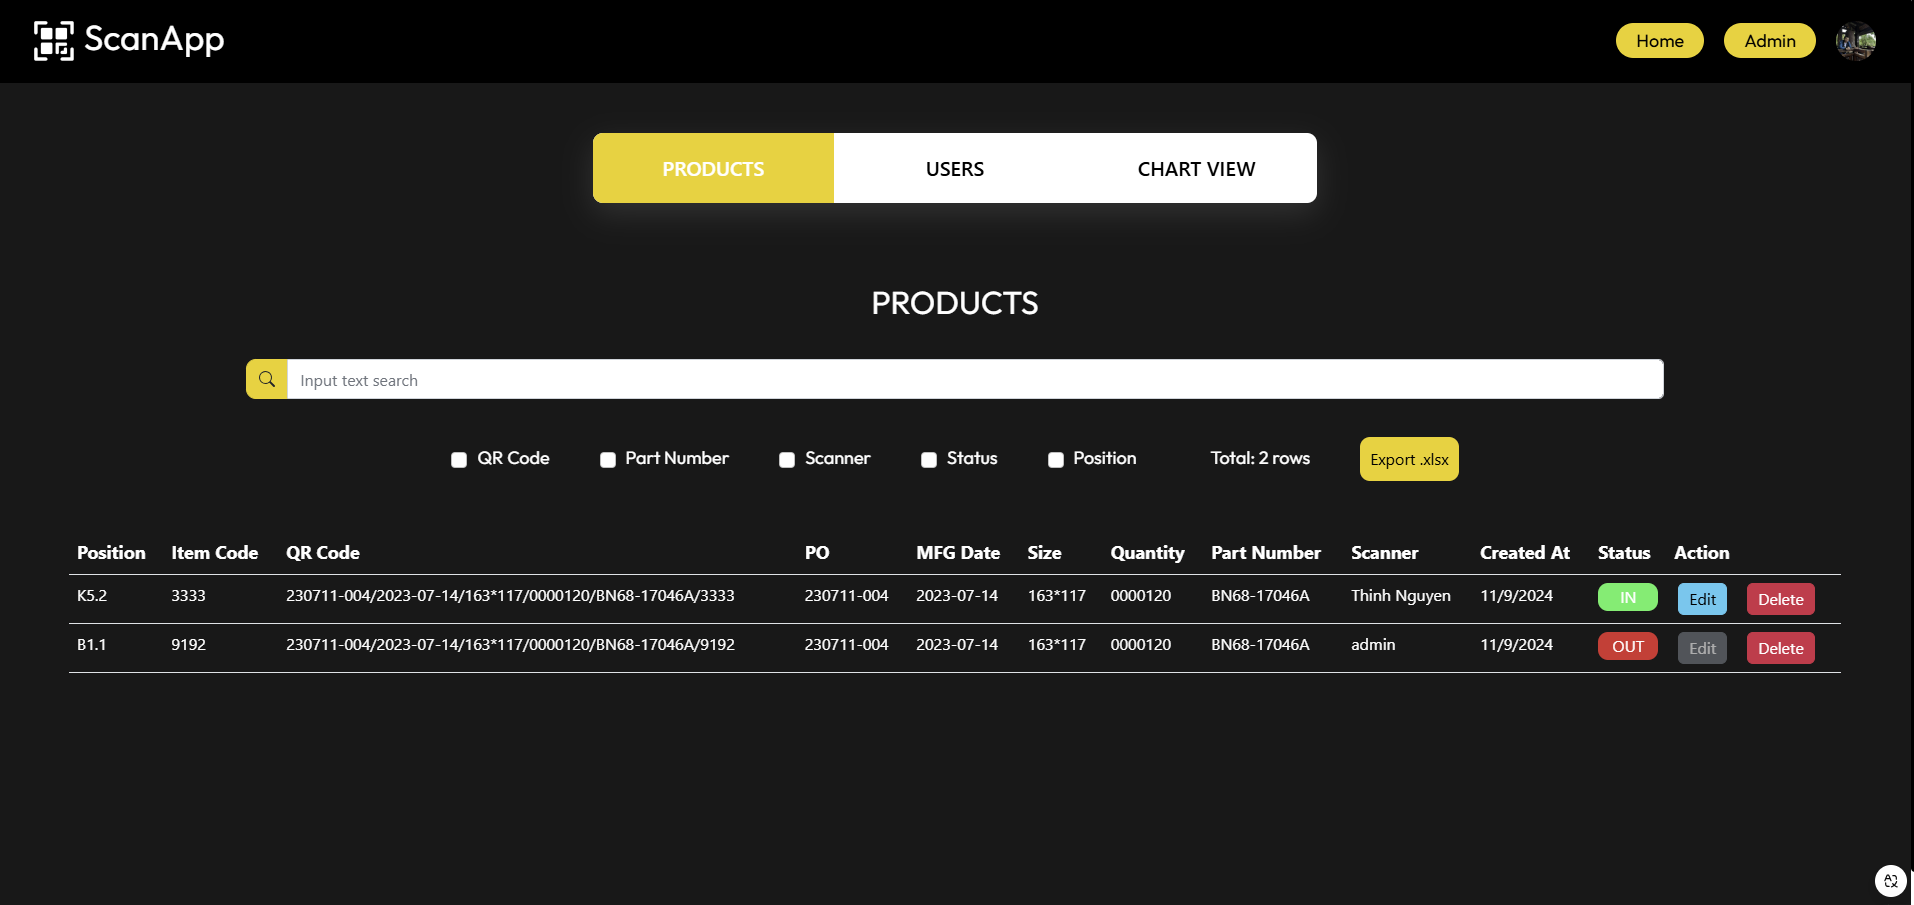 ScanApp
Home Admin
PRODUCTS USERS CHART VIEW
PRODUCTS
Input text search
QR Code Part Number Scanner Status Position Total: 2 rows Export .xlsx
Position Item Code QR Code PO MFG Date Size Quantity Part Number Scanner Created At Status Action
K5.2 3333 230711-004/2023-07-14/163*117/0000120/BN68-17046A/3333 230711-004 2023-07-14 163*117 0000120 BN68-17046A Thinh Nguyen 11/9/2024 IN Edit Delete
B1.1 9192 230711-004/2023-07-14/163*117/0000120/BN68-17046A/9192 230711-004 2023-07-14 163*117 0000120 BN68-17046A admin 11/9/2024 OUT Edit Delete